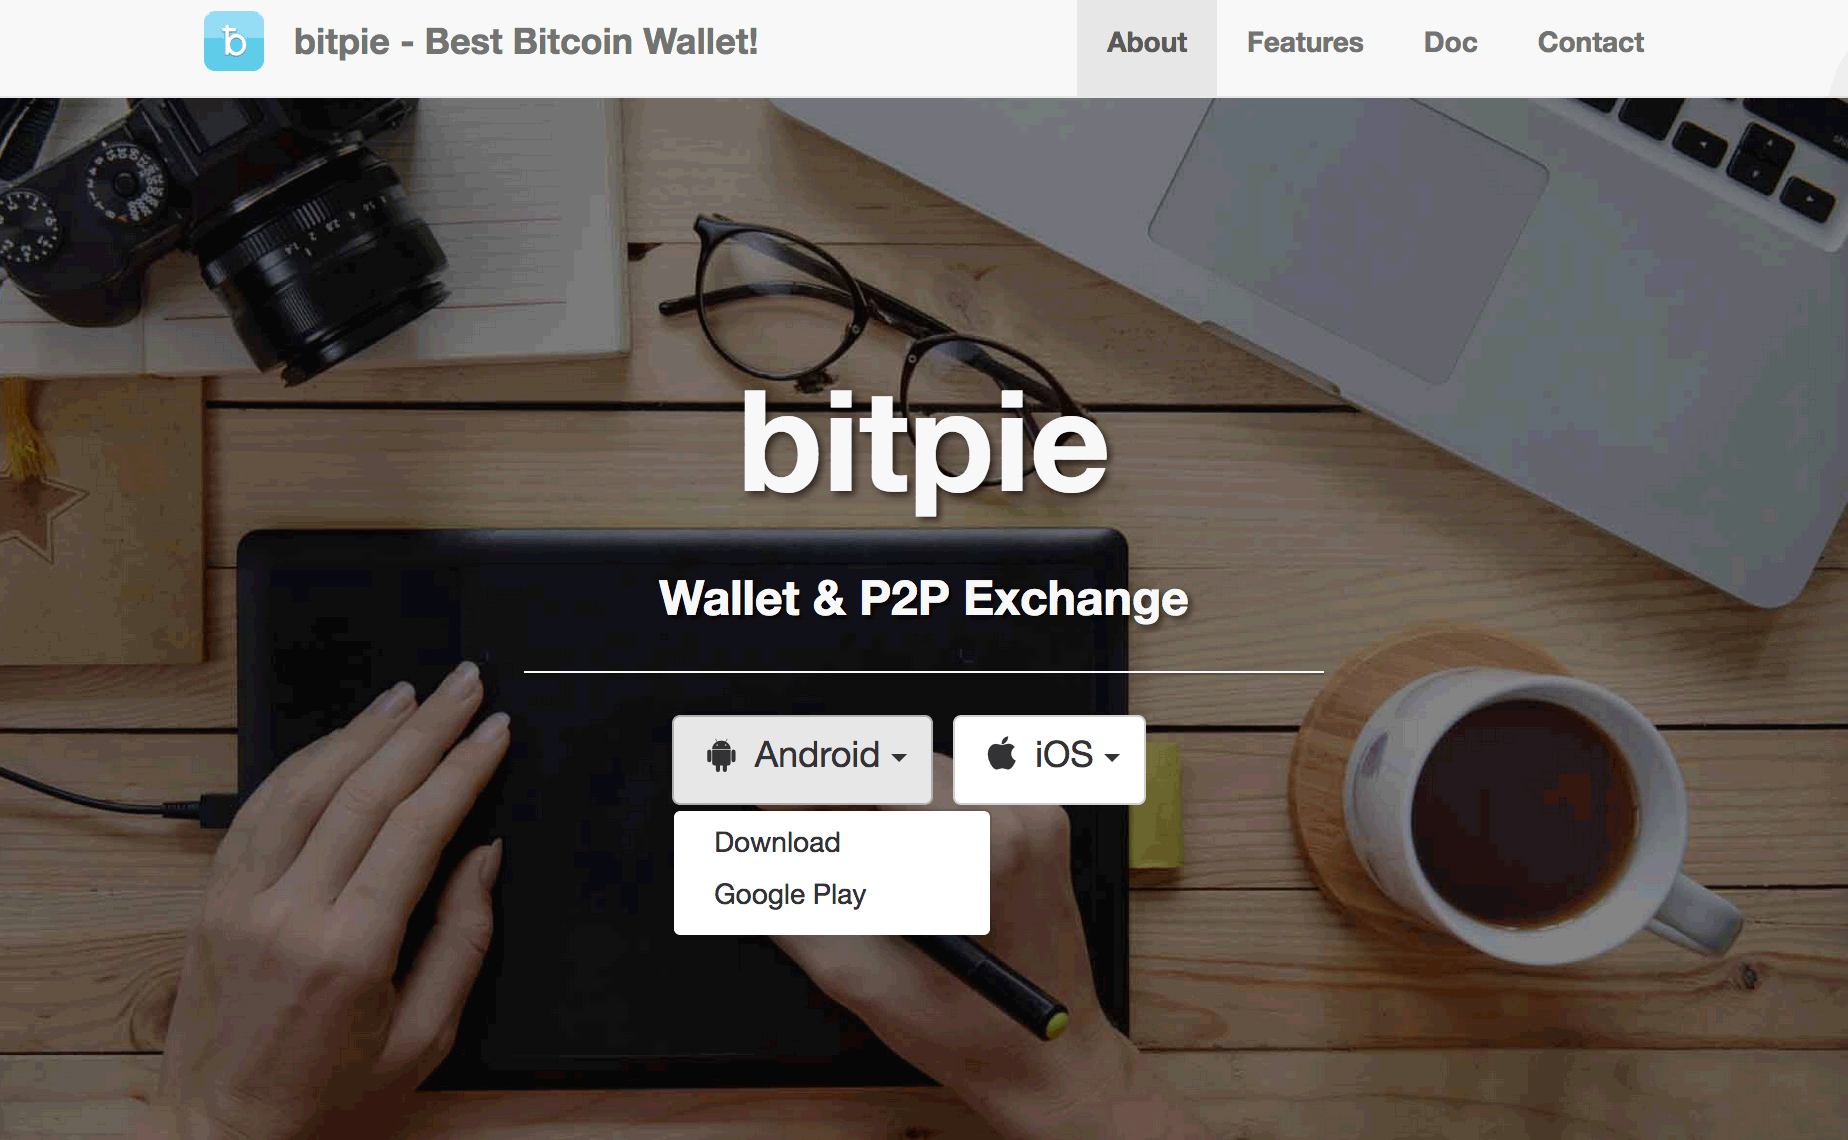 bitpie - Best Bitcoin Wallet!
About
Features
Doc
Contact
bitpie
Wallet & P2P Exchange
Android
iOS
Download
Google Play